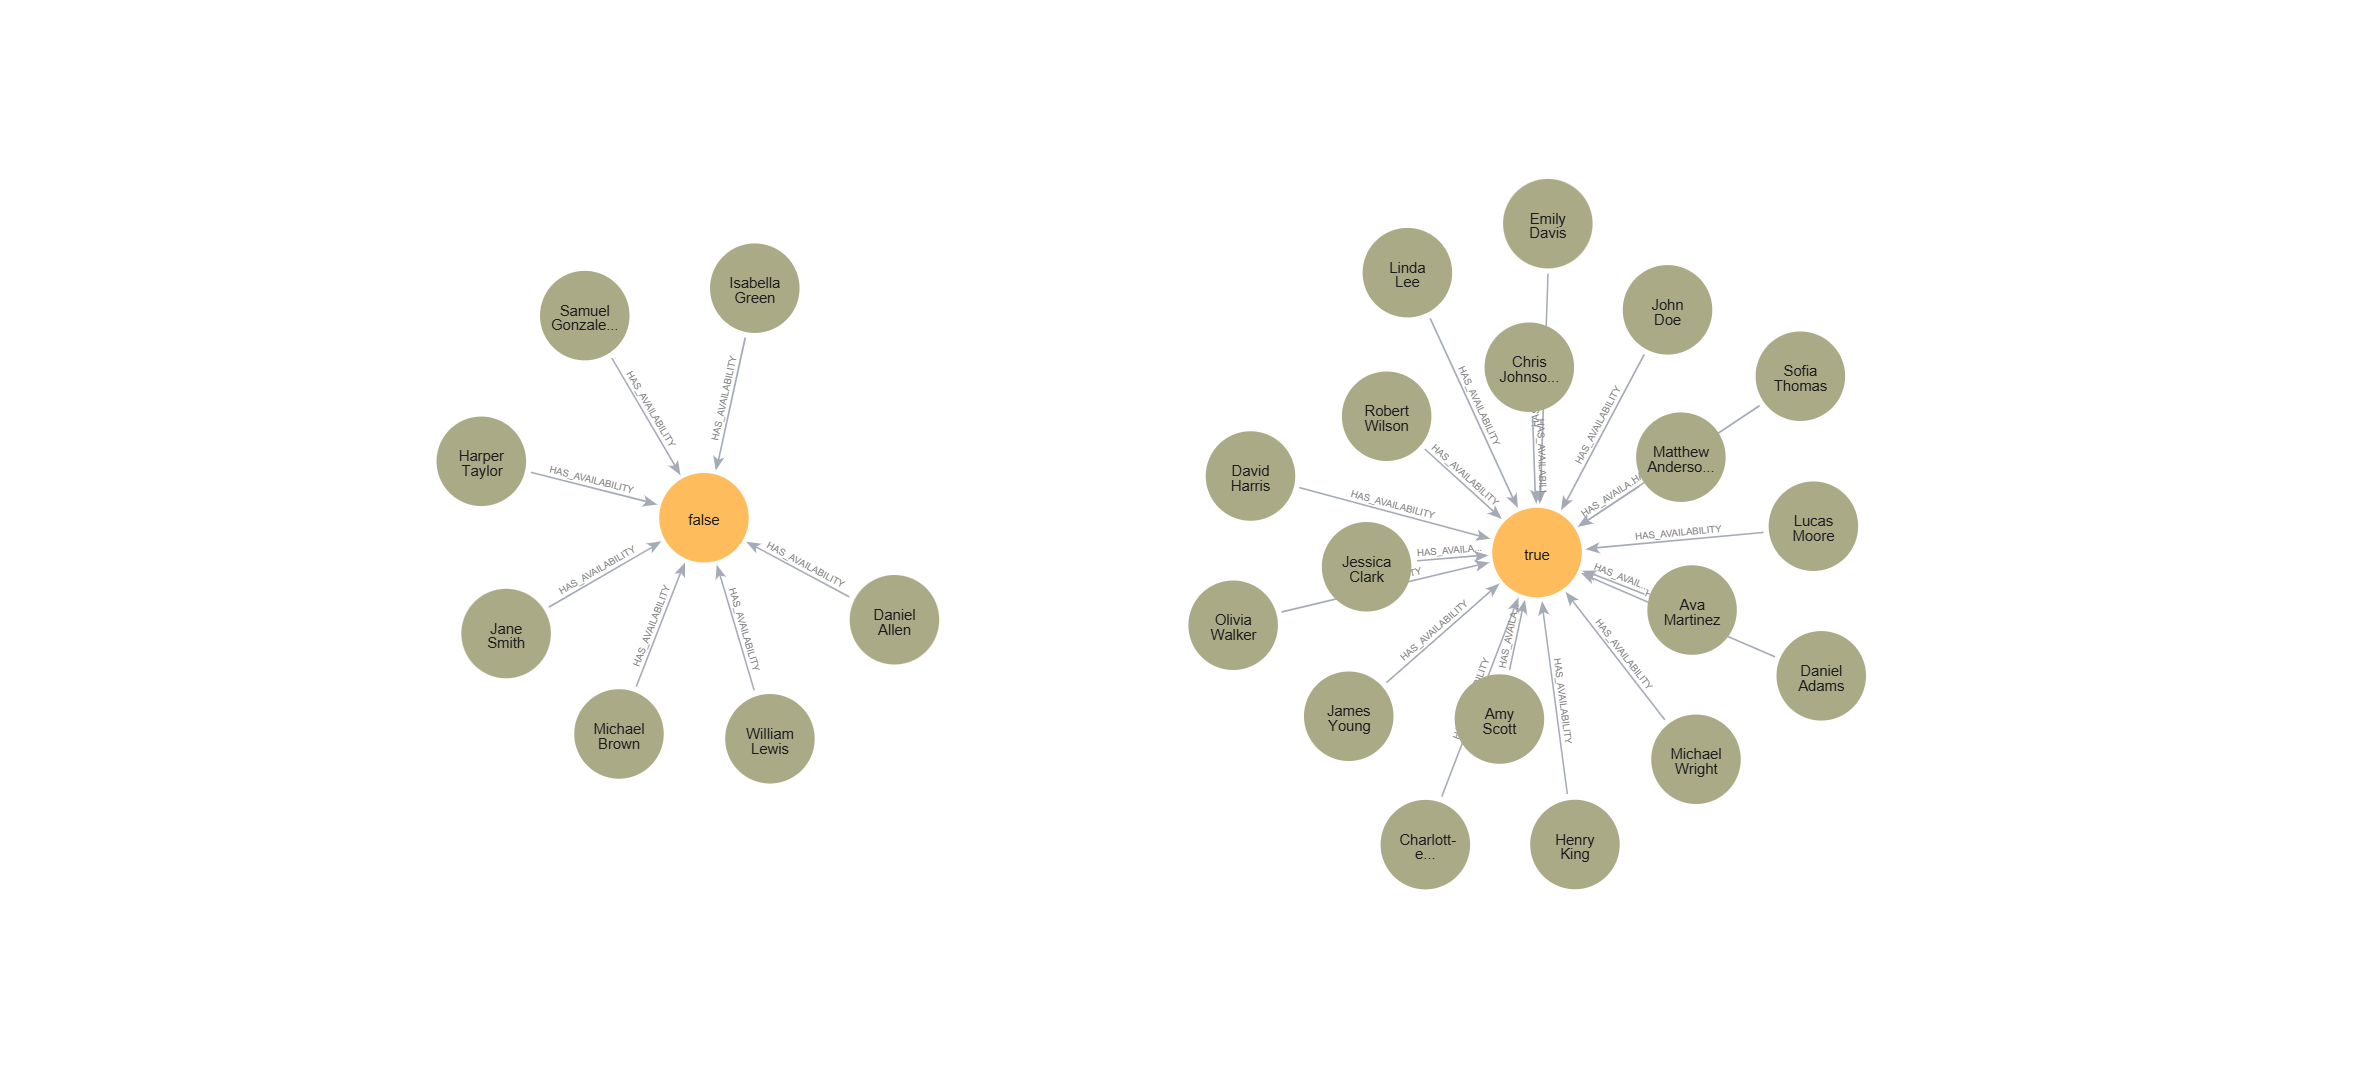 Samuel
Gonzale...
Isabella
Green
Harper
Taylor
false
Jane
Smith
Michael
Brown
William
Lewis
Daniel
Allen
HAS_AVAILABILITY
HAS_AVAILABILITY
HAS_AVAILABILITY
HAS_AVAILABILITY
HAS_AVAILABILITY
HAS_AVAILABILITY
HAS_AVAILABILITY
Emily
Davis
Linda
Lee
John
Doe
Chris
Johnso...
Sofia
Thomas
Robert
Wilson
Matthew
Anderso...
David
Harris
Lucas
Moore
true
Jessica
Clark
Ava
Martinez
Olivia
Walker
Daniel
Adams
James
Young
Amy
Scott
Michael
Wright
Charlott-
e...
Henry
King
HAS_AVAILABILITY
HAS_AVAILABIL...
HAS_AVAILABILITY
HAS_AVAILABILITY
HAS_AVAILA...
HAS_AVAILABILITY
HAS_AVAILABILITY
HAS_AVAILA...
HAS_AVAIL...
HAS_AVAILABILITY
HAS_AVAILA...
HAS_AVAILABILITY
HAS_AVAILABILITY